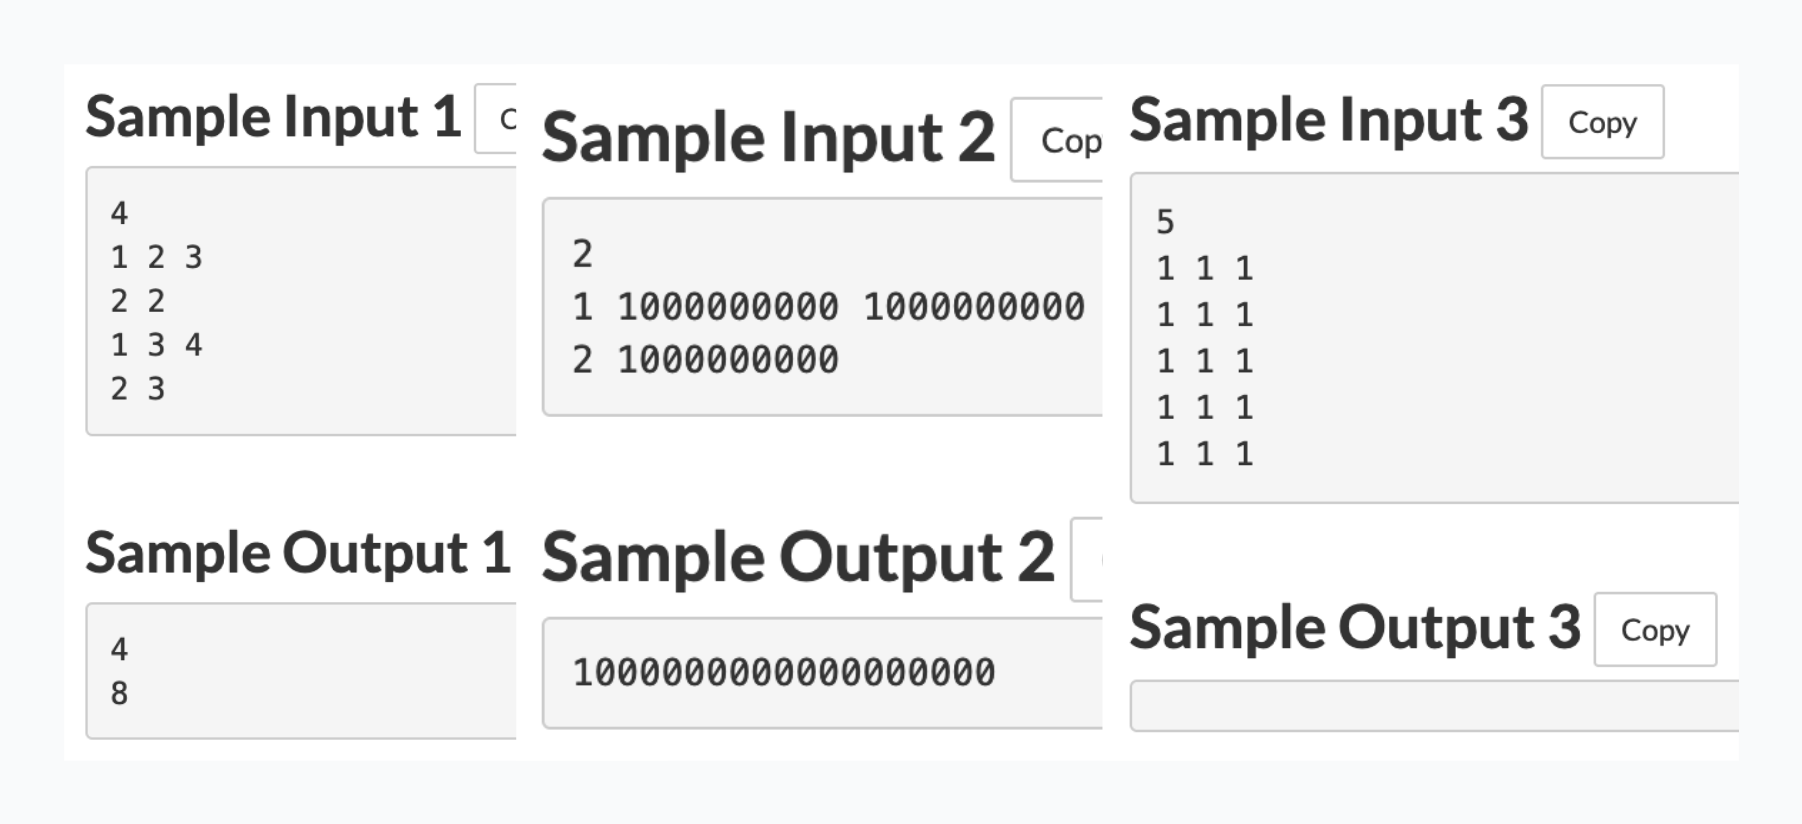 Sample Input 1
4
1 2 3
2 2
1 3 4
2 3
Sample Output 1
4
8
Sample Input 2
Cop
2
1 1000000000 1000000000
2 1000000000
Sample Output 2
1000000000000000000
Sample Input 3
Copy
5
1 1 1
1 1 1
1 1 1
1 1 1
1 1 1
Sample Output 3
Copy